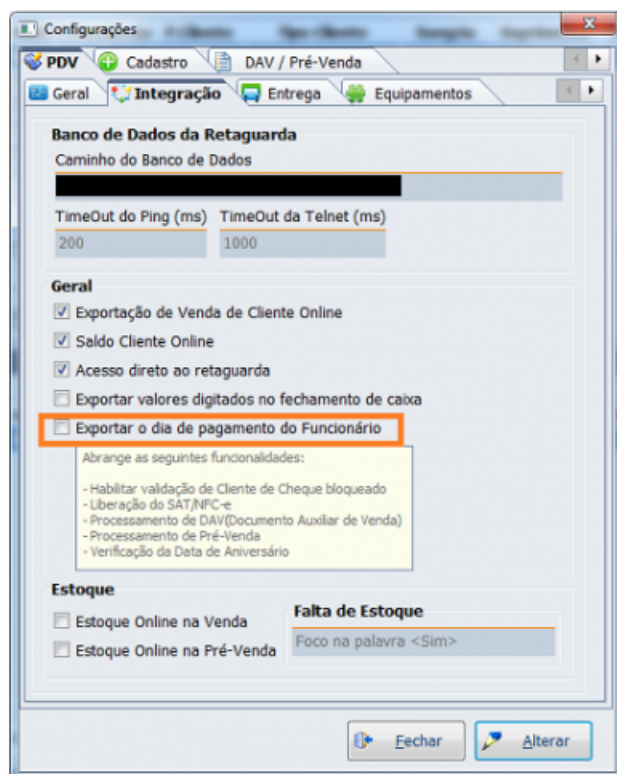 Configurações
PDV Cadastro DAV / Pré-Venda
Geral Integração Entrega Equipamentos
Banco de Dados da Retaguarda
Caminho do Banco de Dados
TimeOut do Ping (ms) TimeOut da Telnet (ms)
200 1000
Geral
Exportação de Venda de Cliente Online
Saldo Cliente Online
Acesso direto ao retaguarda
Exportar valores digitados no fechamento de caixa
Exportar o dia de pagamento do Funcionário
Abrange as seguintes funcionalidades:
- Habilitar validação de Cliente de Cheque bloqueado
- Liberação do SAT/NFC-e
- Processamento de DAV(Documento Auxiliar de Venda)
- Processamento de Pré-Venda
- Verificação da Data de Aniversário
Estoque
Estoque Online na Venda
Estoque Online na Pré-Venda
Falta de Estoque
Foco na palavra <Sim>
Fechar Alterar